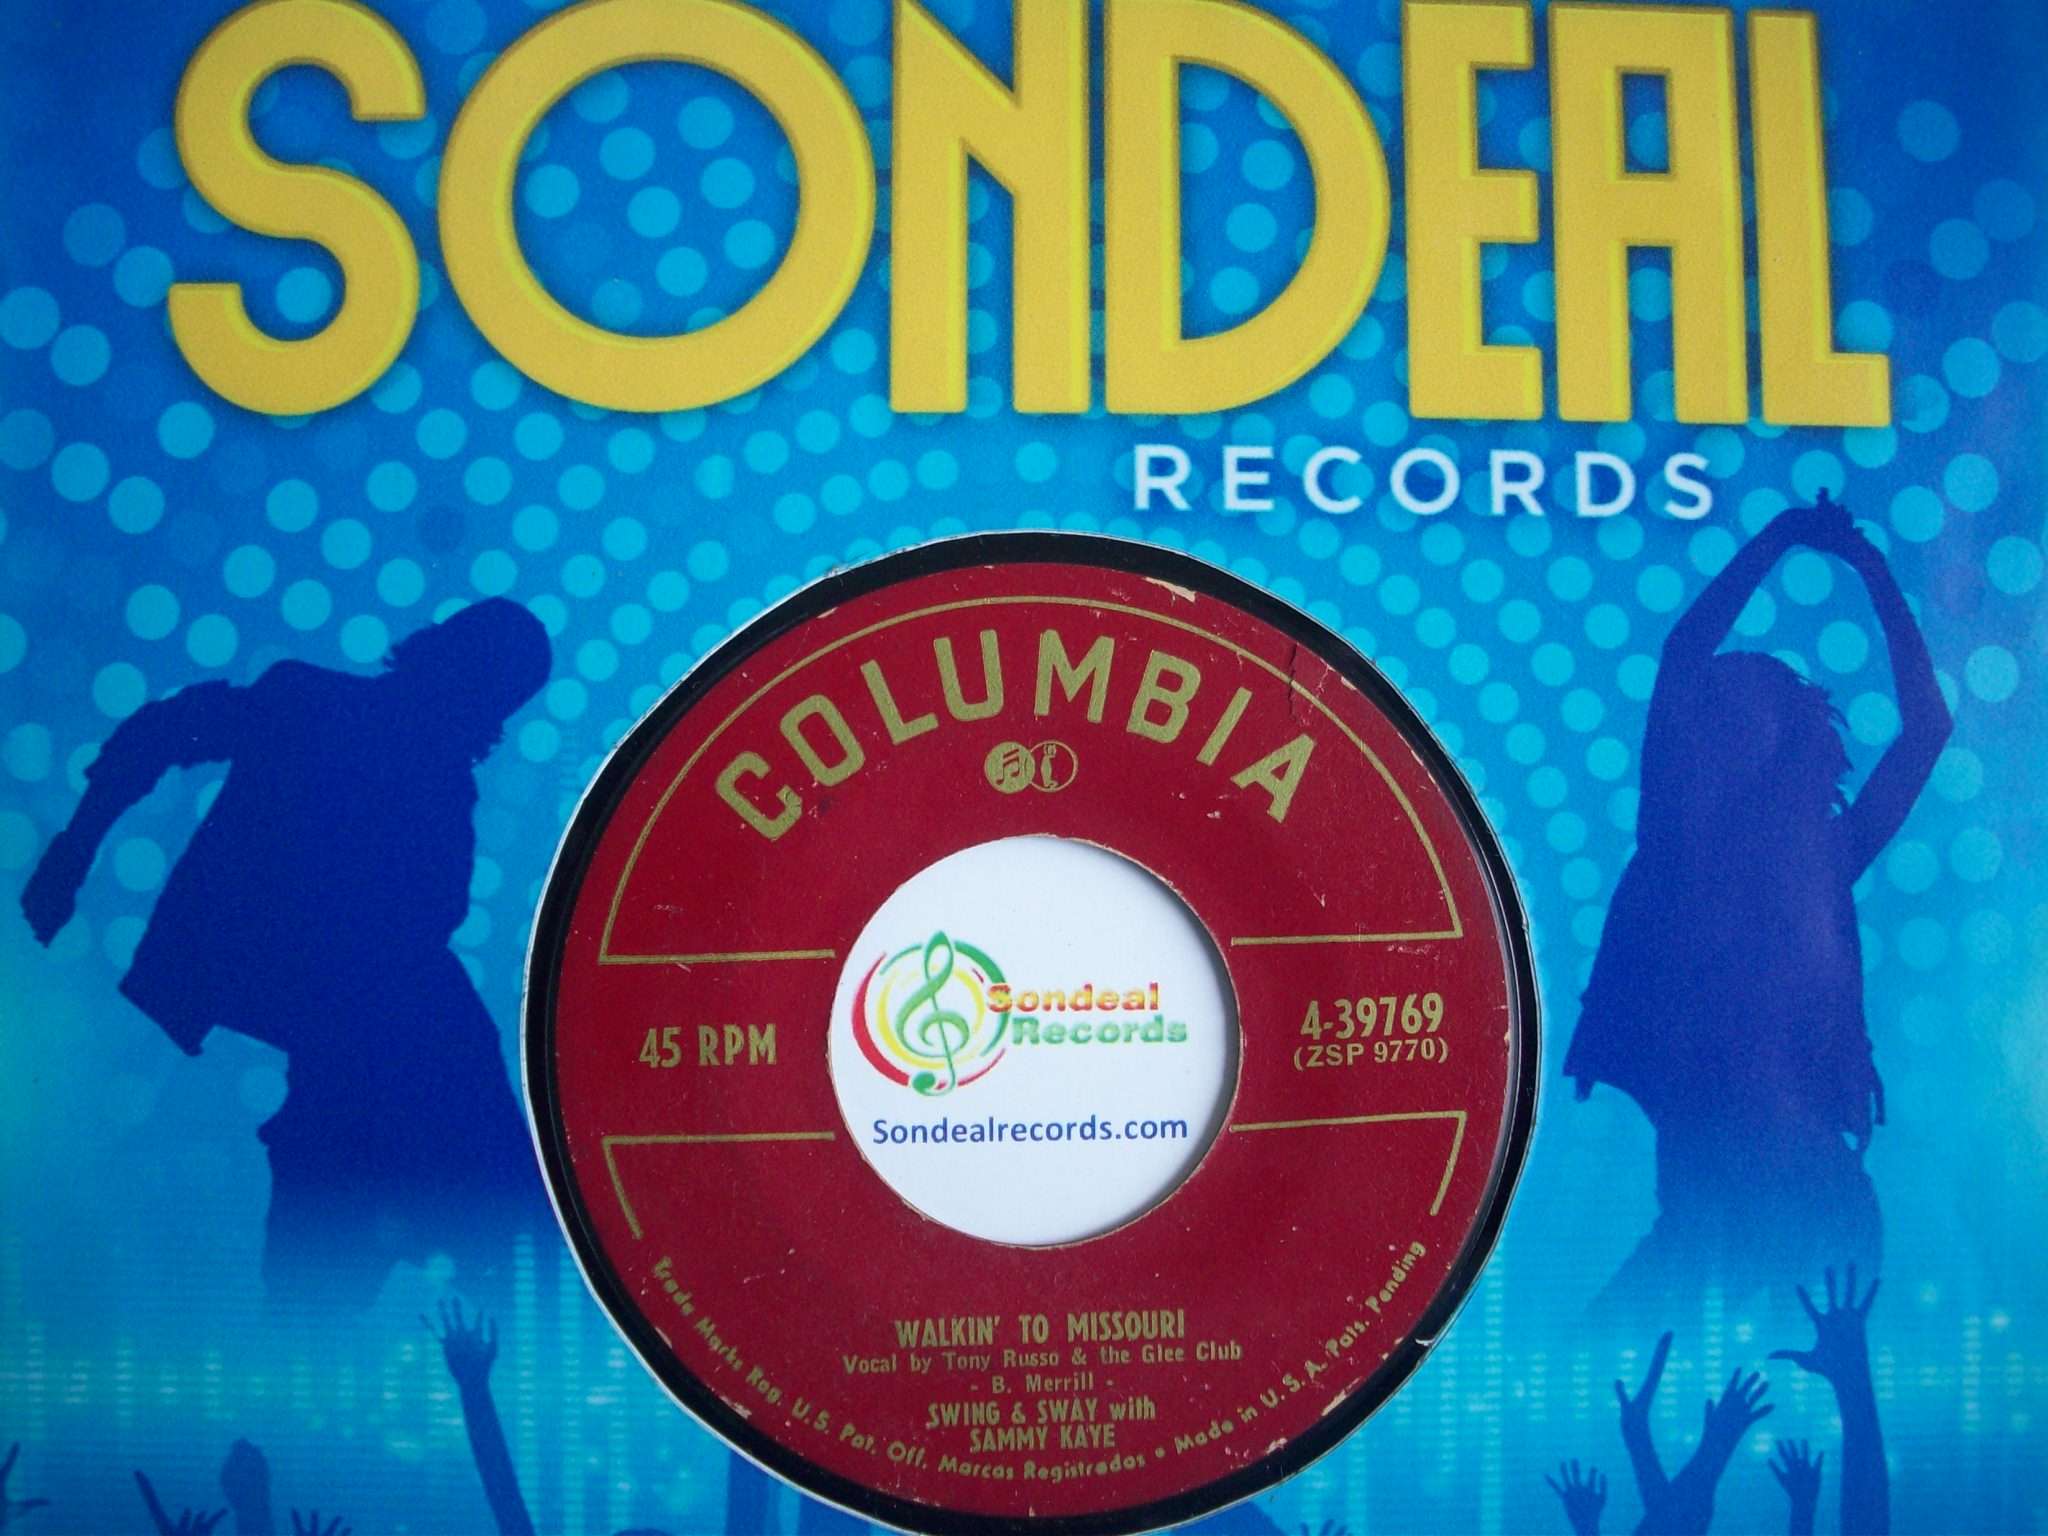 SONDEAL
RECORDS
COLUMBIA
45 RPM
4-39769
(ZSP 9770)
Sondeal
Records
Sondealrecords.com
WALKIN' TO MISSOURI
Vocal by Tony Russo & the Glee Club
- B. Merrill -
SWING & SWAY with
SAMMY KAYE
Trade Marks Reg. U. S. Pat. Off. Marcas Registradas • Made in U. S. A. Pats. Pending